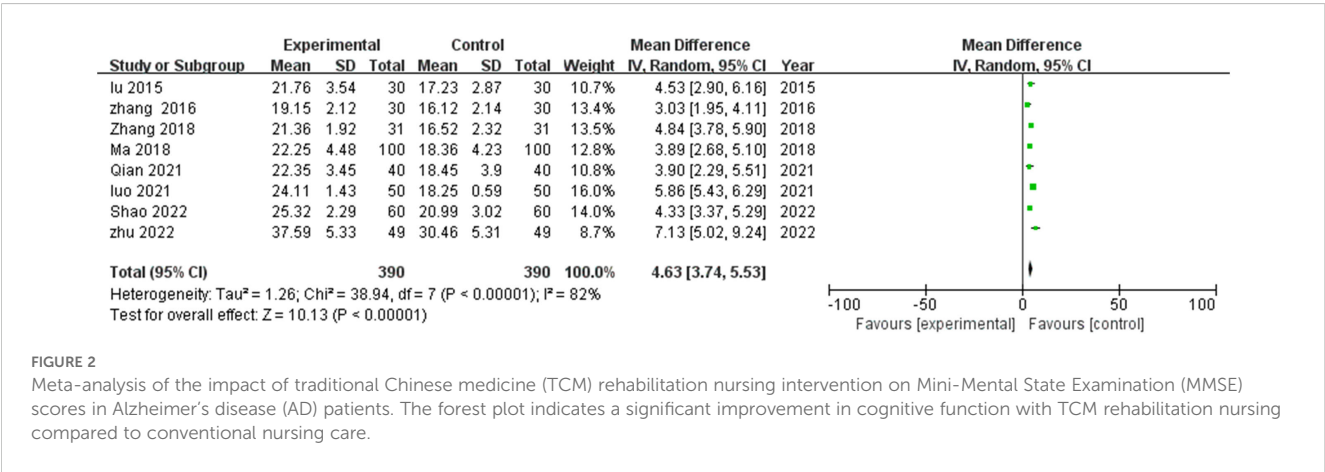 Experimental Control Mean Difference Mean Difference
Study or Subgroup Mean SD Total Mean SD Total Weight IV, Random, 95% CI Year IV, Random, 95% CI
lu 2015 21.76 3.54 30 17.23 2.87 30 10.7% 4.53 [2.90, 6.16] 2015
zhang 2016 19.15 2.12 30 16.12 2.14 30 13.4% 3.03 [1.95, 4.11] 2016
Zhang 2018 21.36 1.92 31 16.52 2.32 31 13.5% 4.84 [3.78, 5.90] 2018
Ma 2018 22.25 4.48 100 18.36 4.23 100 12.8% 3.89 [2.68, 5.10] 2018
Qian 2021 22.35 3.45 40 18.45 3.9 40 10.8% 3.90 [2.29, 5.51] 2021
luo 2021 24.11 1.43 50 18.25 0.59 50 16.0% 5.86 [5.43, 6.29] 2021
Shao 2022 25.32 2.29 60 20.99 3.02 60 14.0% 4.33 [3.37, 5.29] 2022
zhu 2022 37.59 5.33 49 30.46 5.31 49 8.7% 7.13 [5.02, 9.24] 2022
Total (95% CI) 390 390 100.0% 4.63 [3.74, 5.53]
Heterogeneity: Tau² = 1.26; Chi² = 38.94, df = 7 (P < 0.00001); I² = 82%
Test for overall effect: Z = 10.13 (P < 0.00001)
-100 -50 0 50 100
Favours [experimental] Favours [control]
FIGURE 2
Meta-analysis of the impact of traditional Chinese medicine (TCM) rehabilitation nursing intervention on Mini-Mental State Examination (MMSE)
scores in Alzheimer's disease (AD) patients. The forest plot indicates a significant improvement in cognitive function with TCM rehabilitation nursing
compared to conventional nursing care.